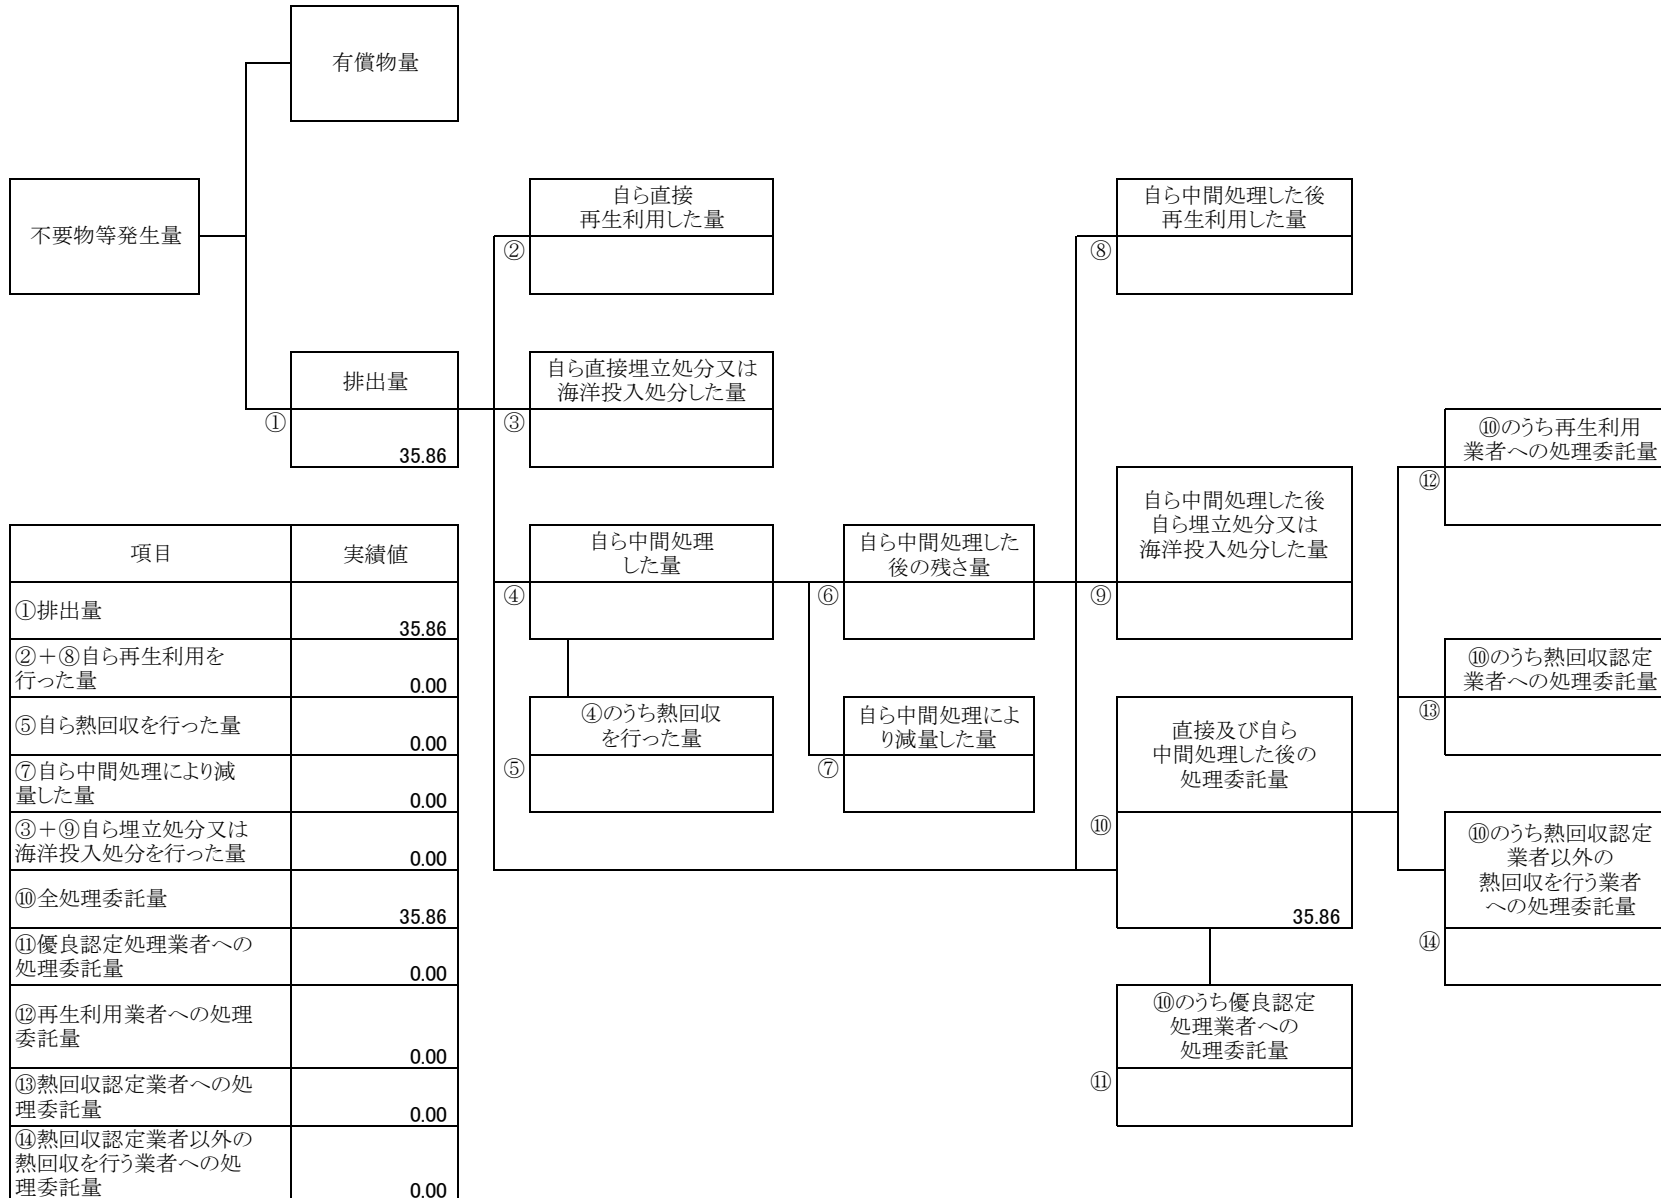 有償物量
不要物等発生量
自ら直接
再生利用した量
②
自ら中間処理した後
再生利用した量
⑧
排出量
①
35.86
自ら直接埋立処分又は
海洋投入処分した量
③
⑩のうち再生利用
業者への処理委託量
⑫
自ら中間処理した後
自ら埋立処分又は
海洋投入処分した量
⑨
自ら中間処理
した量
④
自ら中間処理した
後の残さ量
⑥
⑩のうち熱回収認定
業者への処理委託量
⑬
④のうち熱回収
を行った量
⑤
自ら中間処理によ
り減量した量
⑦
直接及び自ら
中間処理した後の
処理委託量
⑩
35.86
⑩のうち熱回収認定
業者以外の
熱回収を行う業者
への処理委託量
⑭
⑩のうち優良認定
処理業者への
処理委託量
⑪
項目 実績値
①排出量 35.86
②+⑧自ら再生利用を
行った量 0.00
⑤自ら熱回収を行った量 0.00
⑦自ら中間処理により減
量した量 0.00
③+⑨自ら埋立処分又は
海洋投入処分を行った量 0.00
⑩全処理委託量 35.86
⑪優良認定処理業者への
処理委託量 0.00
⑫再生利用業者への処理
委託量 0.00
⑬熱回収認定業者への処
理委託量 0.00
⑭熱回収認定業者以外の
熱回収を行う業者への処
理委託量 0.00